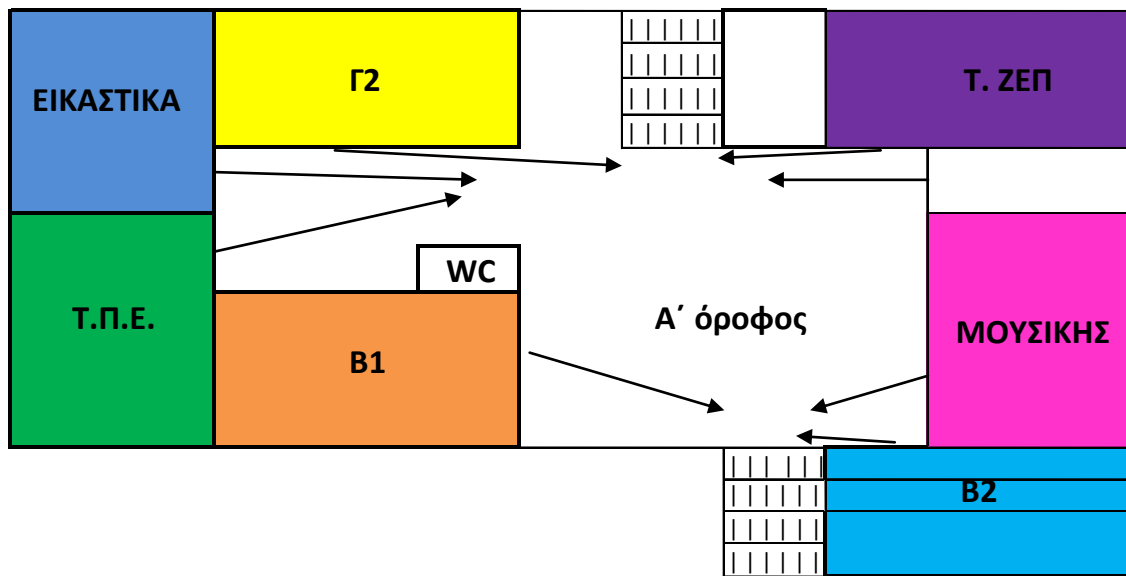 Γ2
Τ. ΖΕΠ
ΕΙΚΑΣΤΙΚΑ
WC
Τ.Π.Ε.
Α΄ όροφος
ΜΟΥΣΙΚΗΣ
Β1
Β2